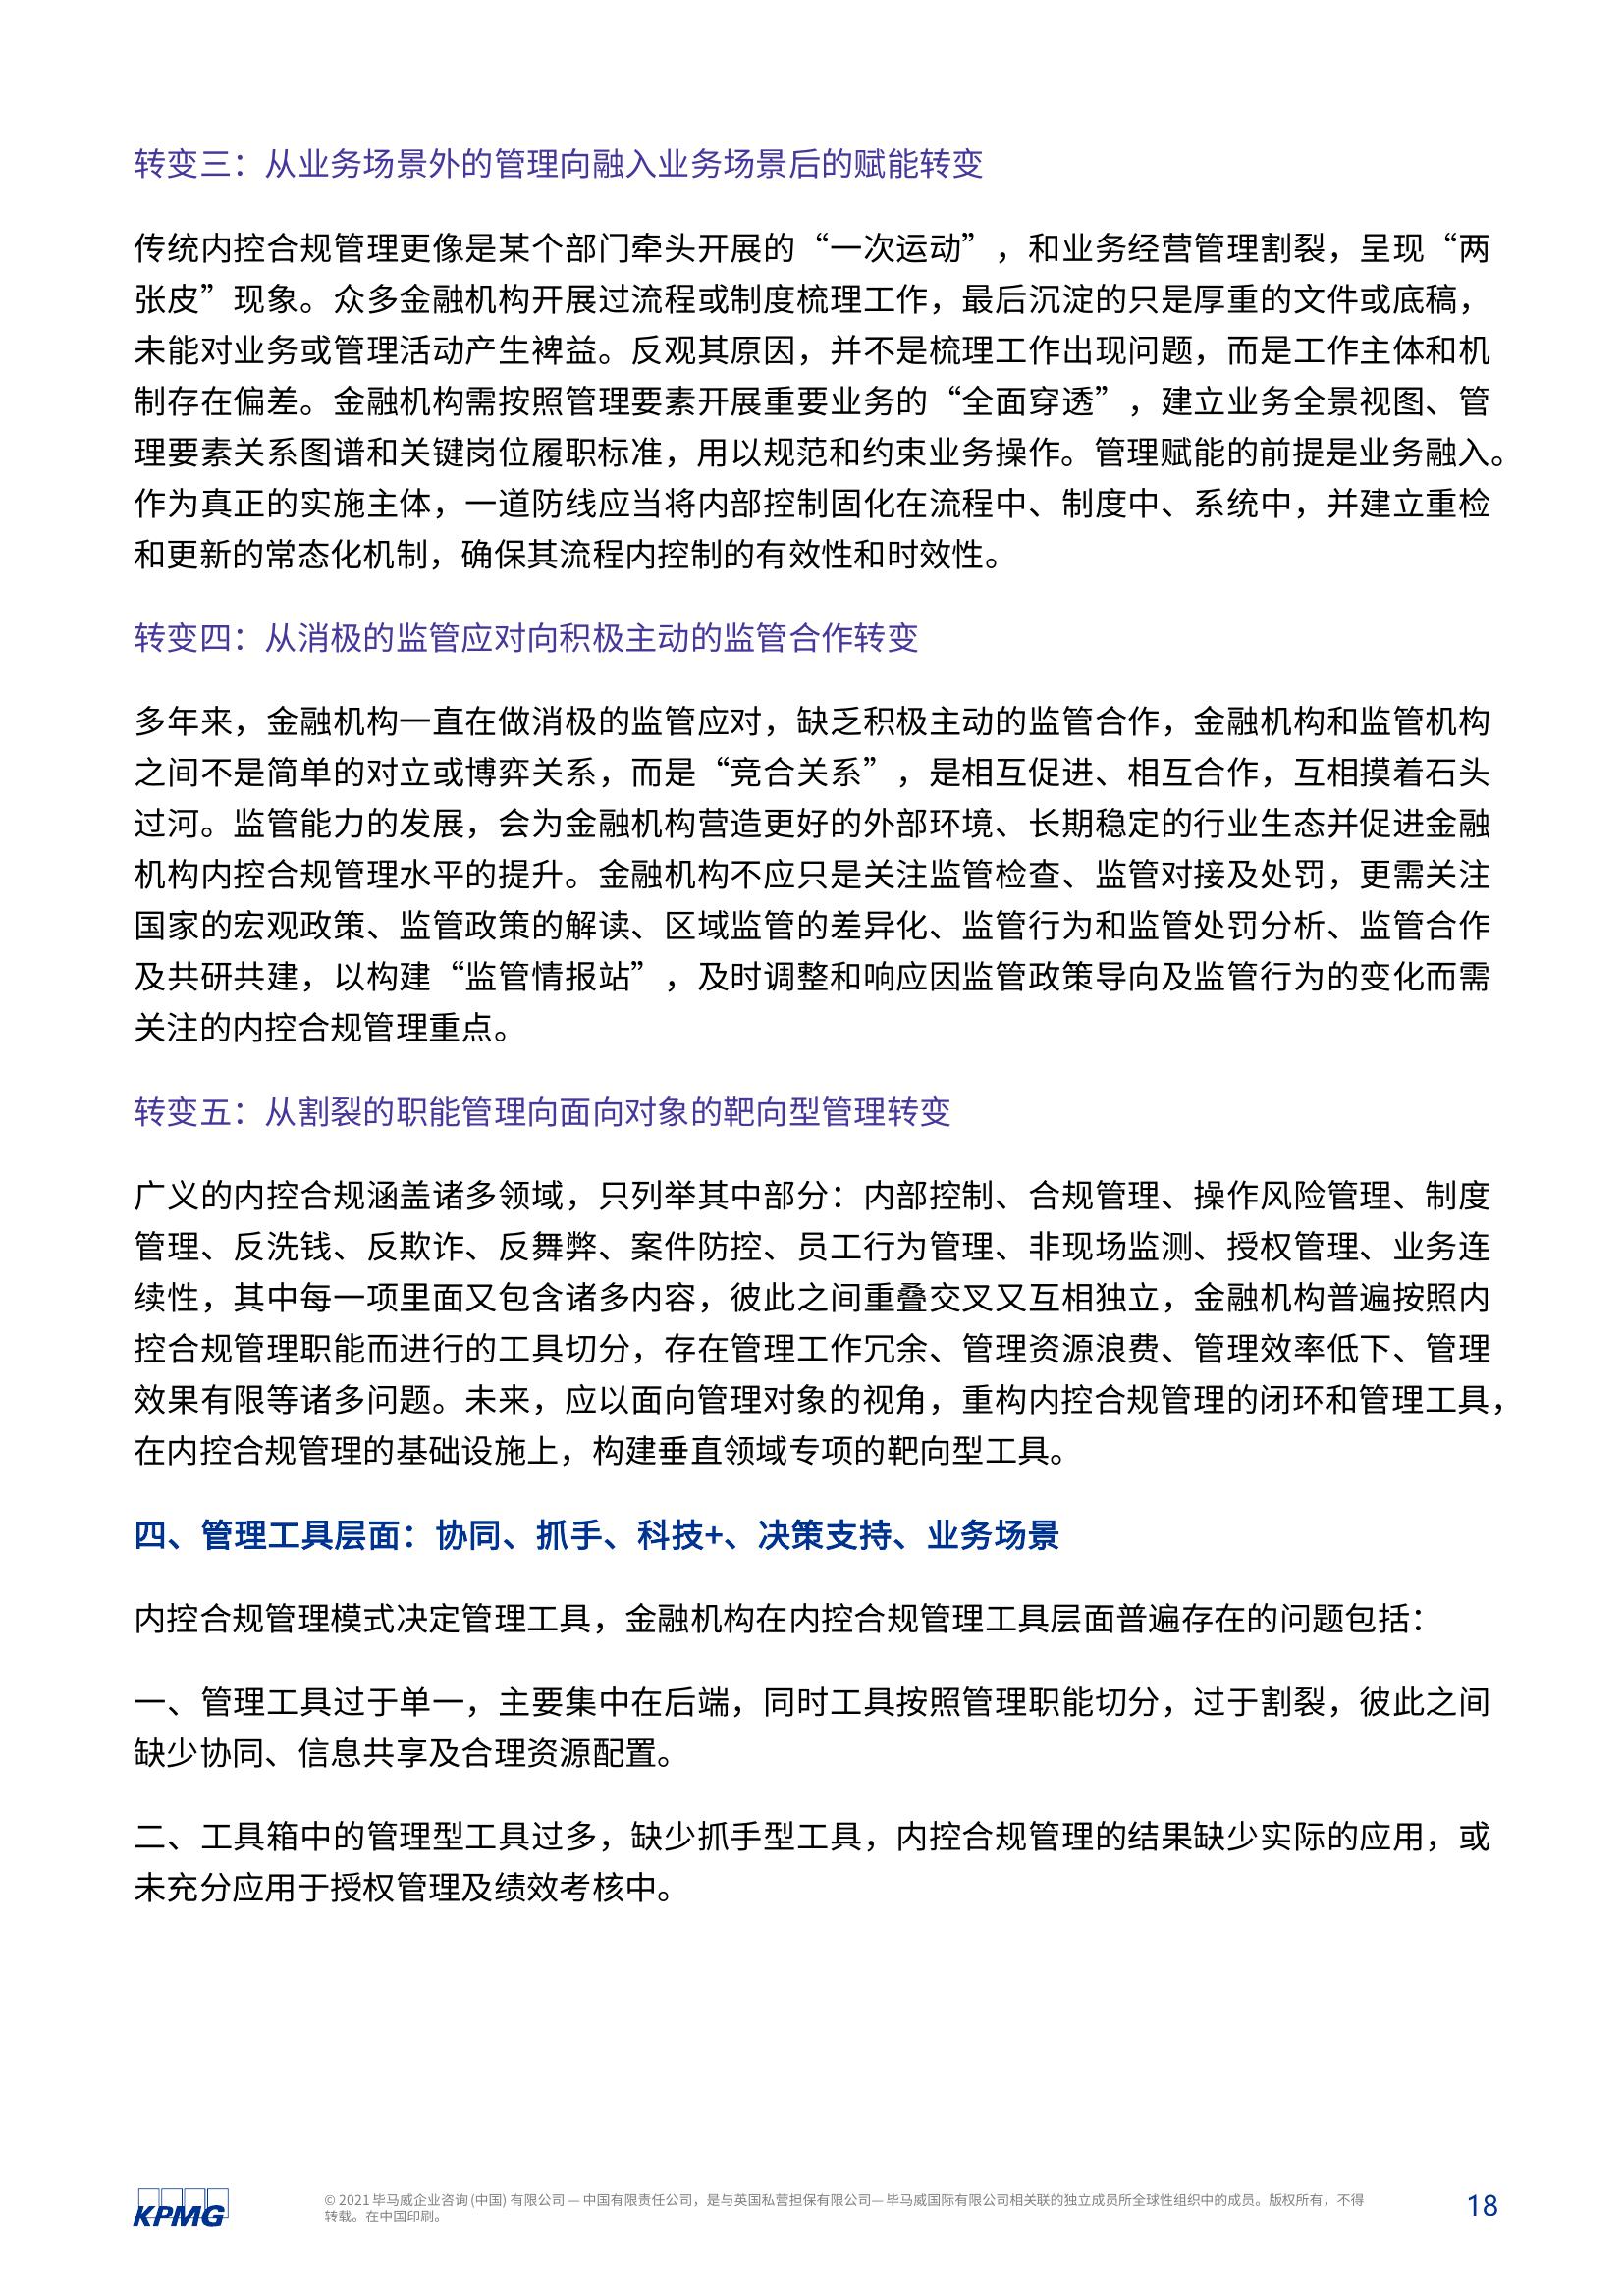 转变三：从业务场景外的管理向融入业务场景后的赋能转变
传统内控合规管理更像是某个部门牵头开展的“一次运动”，和业务经营管理割裂，呈现“两
张皮”现象。众多金融机构开展过流程或制度梳理工作，最后沉淀的只是厚重的文件或底稿，
未能对业务或管理活动产生裨益。反观其原因，并不是梳理工作出现问题，而是工作主体和机
制存在偏差。金融机构需按照管理要素开展重要业务的“全面穿透”，建立业务全景视图、管
理要素关系图谱和关键岗位履职标准，用以规范和约束业务操作。管理赋能的前提是业务融入。
作为真正的实施主体，一道防线应当将内部控制固化在流程中、制度中、系统中，并建立重检
和更新的常态化机制，确保其流程内控制的有效性和时效性。
转变四：从消极的监管应对向积极主动的监管合作转变
多年来，金融机构一直在做消极的监管应对，缺乏积极主动的监管合作，金融机构和监管机构
之间不是简单的对立或博弈关系，而是“竞合关系”，是相互促进、相互合作，互相摸着石头
过河。监管能力的发展，会为金融机构营造更好的外部环境、长期稳定的行业生态并促进金融
机构内控合规管理水平的提升。金融机构不应只是关注监管检查、监管对接及处罚，更需关注
国家的宏观政策、监管政策的解读、区域监管的差异化、监管行为和监管处罚分析、监管合作
及共研共建，以构建“监管情报站”，及时调整和响应因监管政策导向及监管行为的变化而需
关注的内控合规管理重点。
转变五：从割裂的职能管理向面向对象的靶向型管理转变
广义的内控合规涵盖诸多领域，只列举其中部分：内部控制、合规管理、操作风险管理、制度
管理、反洗钱、反欺诈、反舞弊、案件防控、员工行为管理、非现场监测、授权管理、业务连
续性，其中每一项里面又包含诸多内容，彼此之间重叠交叉又互相独立，金融机构普遍按照内
控合规管理职能而进行的工具切分，存在管理工作冗余、管理资源浪费、管理效率低下、管理
效果有限等诸多问题。未来，应以面向管理对象的视角，重构内控合规管理的闭环和管理工具，
在内控合规管理的基础设施上，构建垂直领域专项的靶向型工具。
四、管理工具层面：协同、抓手、科技+、决策支持、业务场景
内控合规管理模式决定管理工具，金融机构在内控合规管理工具层面普遍存在的问题包括：
一、管理工具过于单一，主要集中在后端，同时工具按照管理职能切分，过于割裂，彼此之间
缺少协同、信息共享及合理资源配置。
二、工具箱中的管理型工具过多，缺少抓手型工具，内控合规管理的结果缺少实际的应用，或
未充分应用于授权管理及绩效考核中。
KPMG
© 2021 毕马威企业咨询 (中国) 有限公司 — 中国有限责任公司，是与英国私营担保有限公司— 毕马威国际有限公司相关联的独立成员所全球性组织中的成员。版权所有，不得
转载。在中国印刷。
18